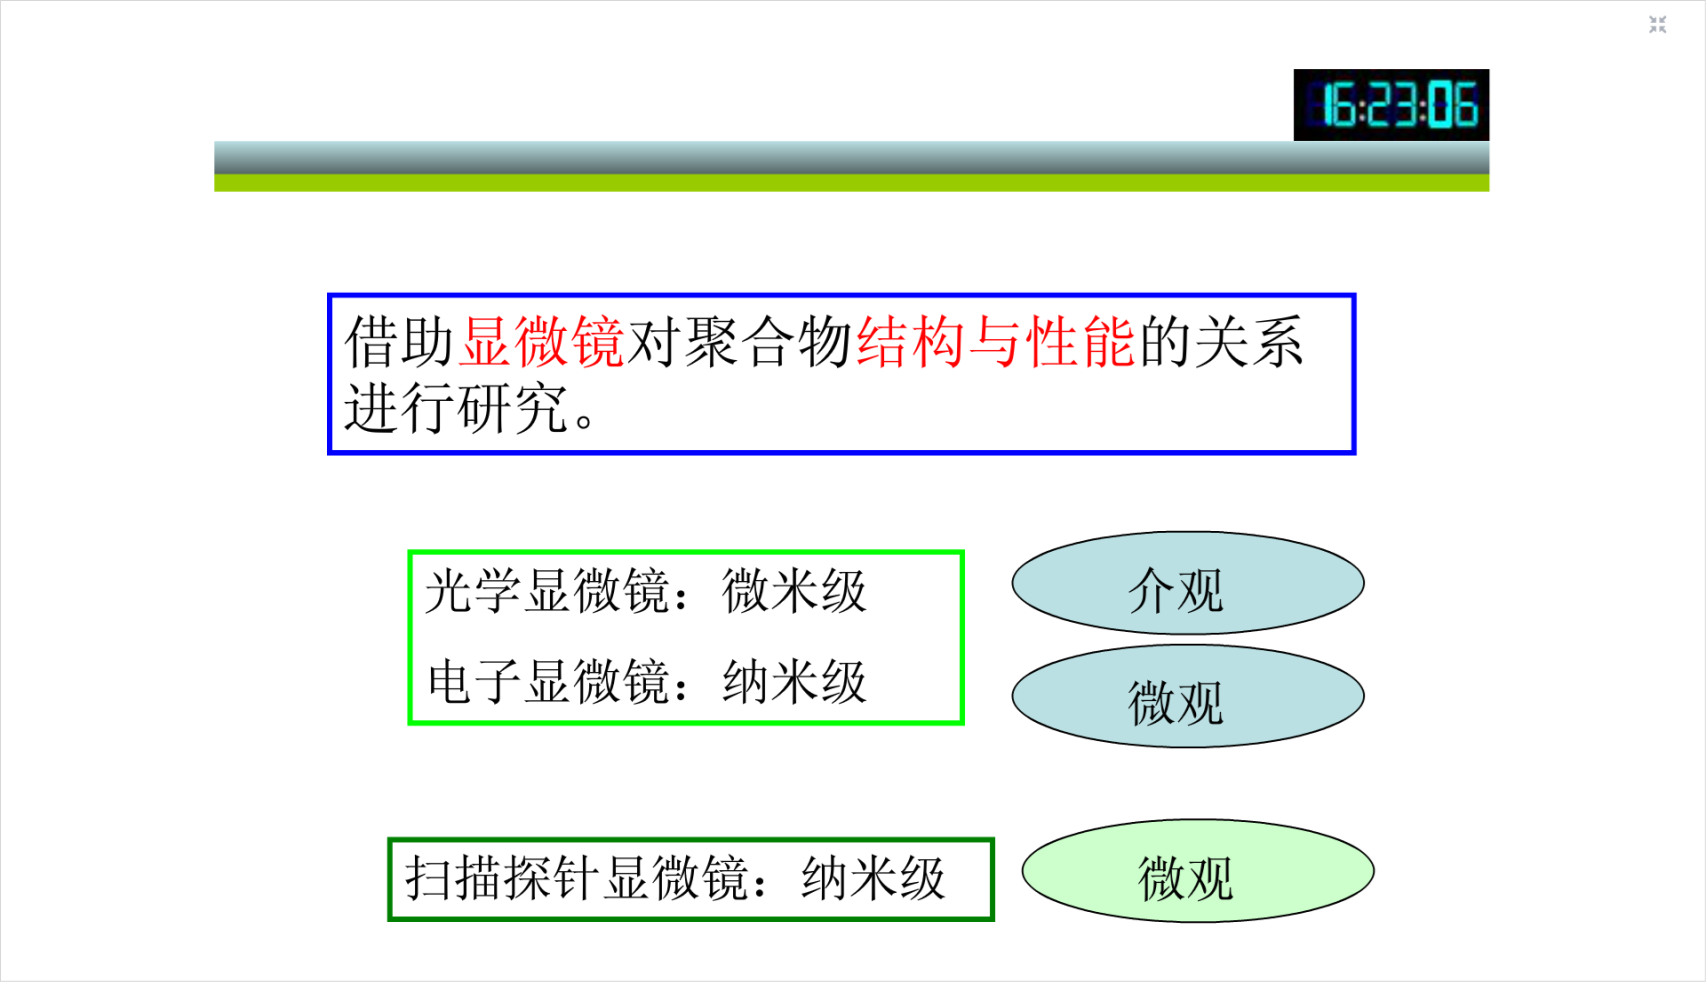 16:23:06
借助显微镜对聚合物结构与性能的关系
进行研究。
光学显微镜：微米级
介观
电子显微镜：纳米级
微观
扫描探针显微镜：纳米级
微观